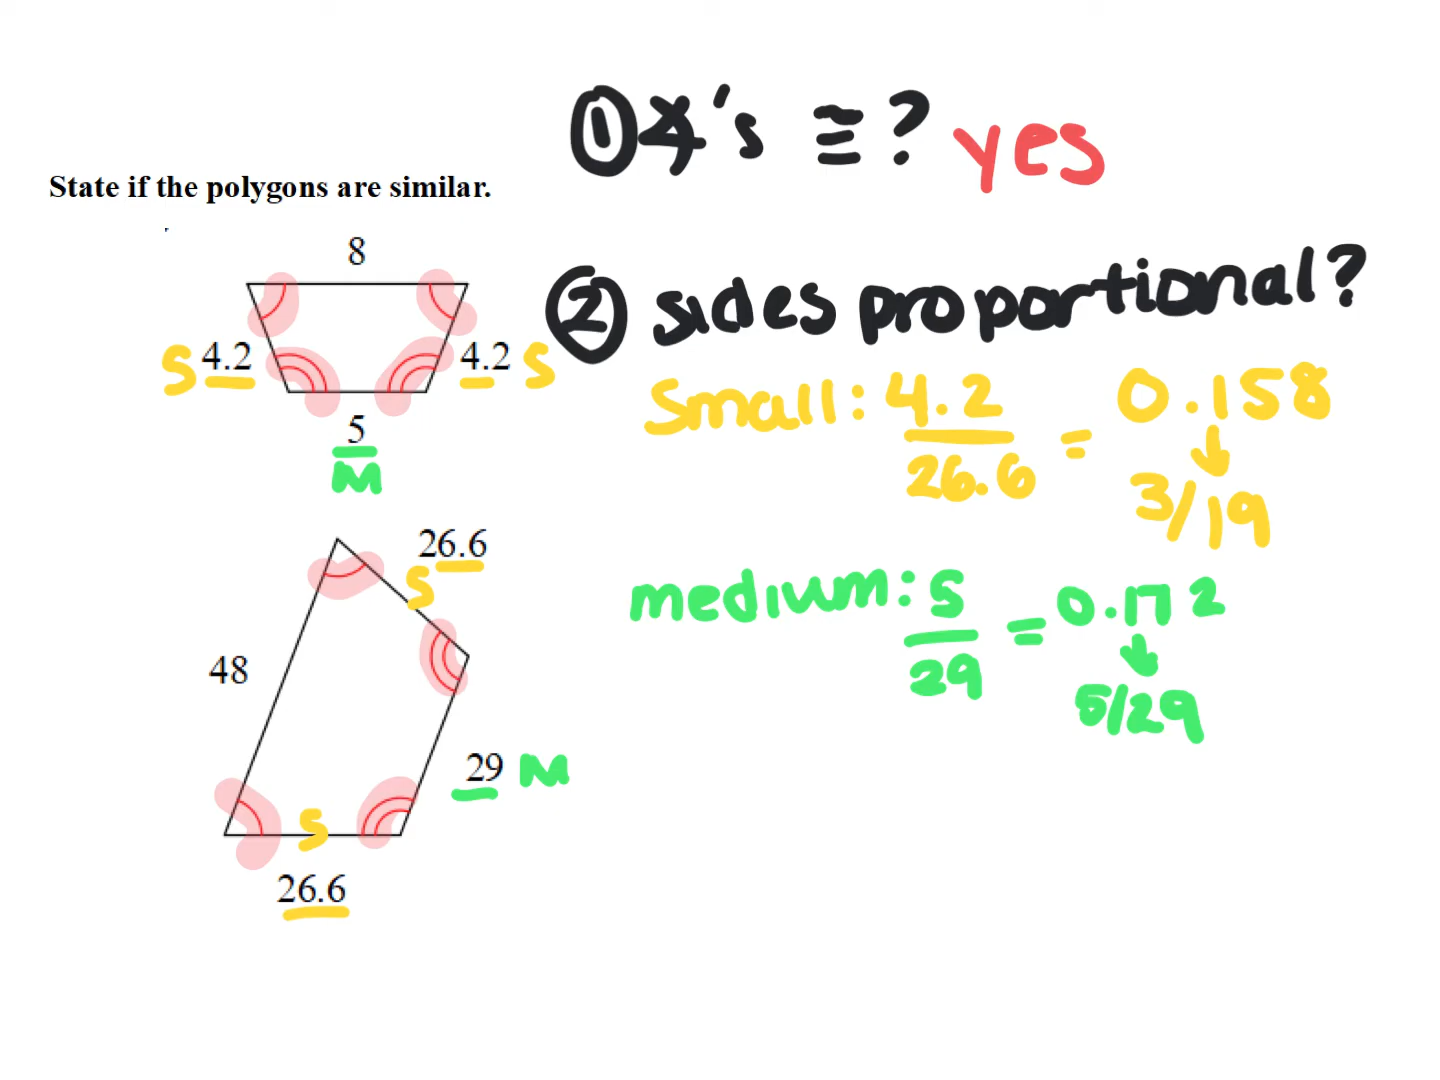 ① ∡'s ≅? yes
State if the polygons are similar.
8
② sides proportional?
S 4.2
4.2 S
small: 4.2/26.6 = 0.158
↓
3/19
5
M
26.6
S
medium: 5/29 = 0.172
↓
5/29
48
29 M
S
26.6